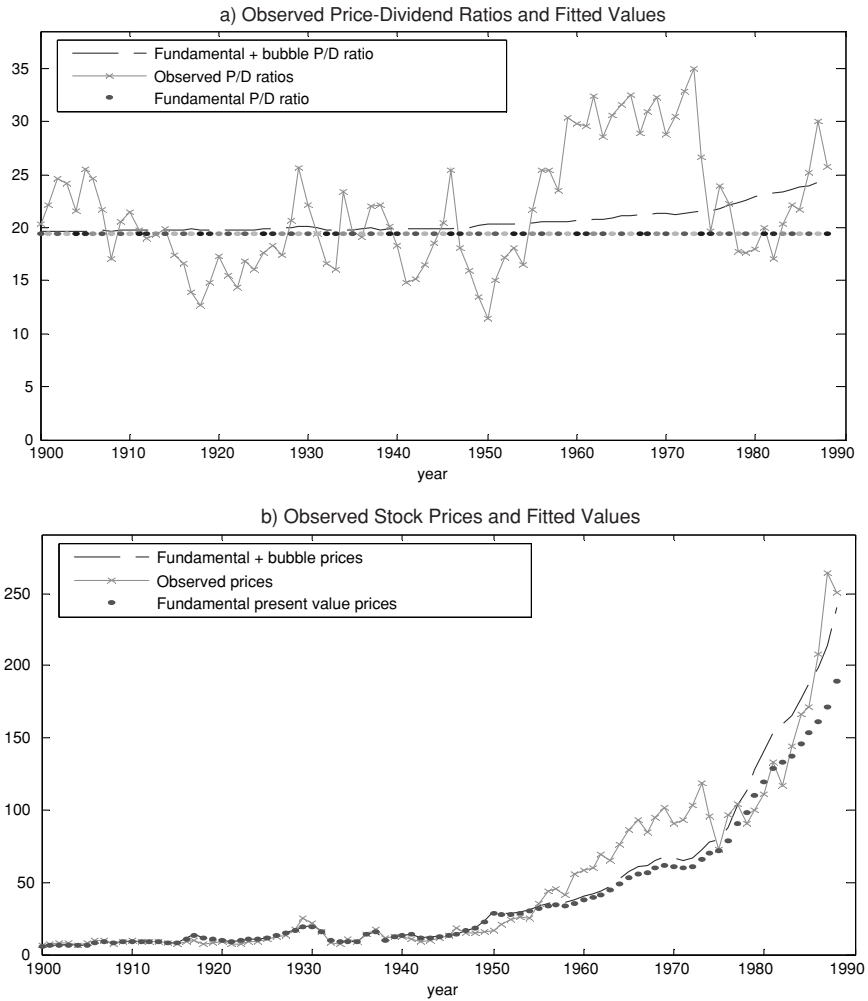 a) Observed Price-Dividend Ratios and Fitted Values
Fundamental + bubble P/D ratio
Observed P/D ratios
Fundamental P/D ratio
35
30
25
20
15
10
5
0
1900 1910 1920 1930 1940 1950 1960 1970 1980 1990
year
b) Observed Stock Prices and Fitted Values
Fundamental + bubble prices
Observed prices
Fundamental present value prices
250
200
150
100
50
0
1900 1910 1920 1930 1940 1950 1960 1970 1980 1990
year